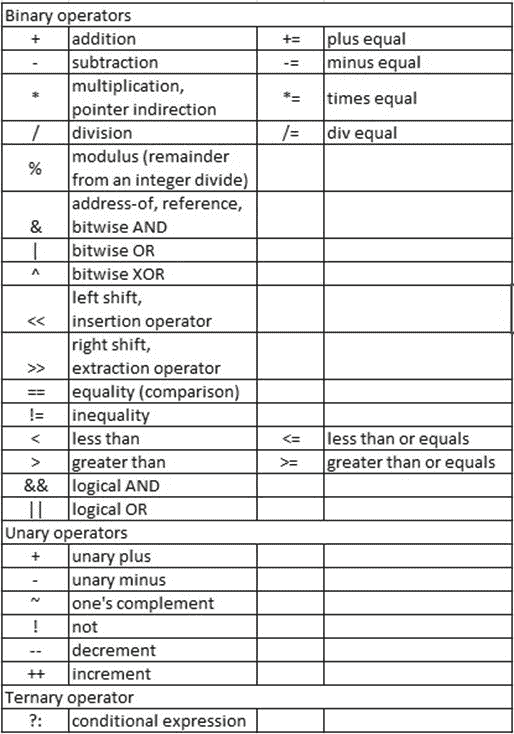 Binary operators
+ addition += plus equal
- subtraction -= minus equal
multiplication,
* pointer indirection *= times equal
/ division /= div equal
modulus (remainder
% from an integer divide)
address-of, reference,
& bitwise AND
| bitwise OR
^ bitwise XOR
left shift,
<< insertion operator
right shift,
>> extraction operator
== equality (comparison)
!= inequality
< less than <= less than or equals
> greater than >= greater than or equals
&& logical AND
|| logical OR
Unary operators
+ unary plus
- unary minus
~ one's complement
! not
-- decrement
++ increment
Ternary operator
?: conditional expression